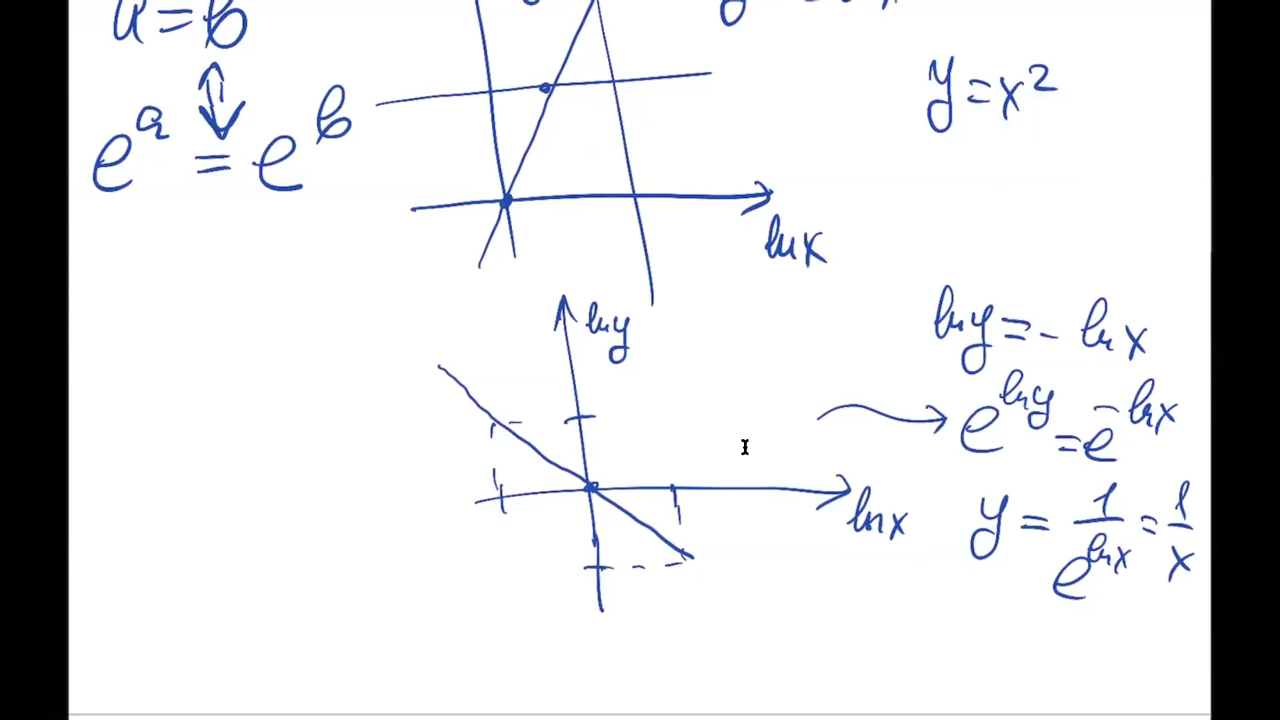 a = b
⇕
e^a = e^b
y = x^2
ln x
ln y
ln y = - ln x
e^{ln y} = e^{-ln x}
ln x
y = 1/e^{ln x} = 1/x